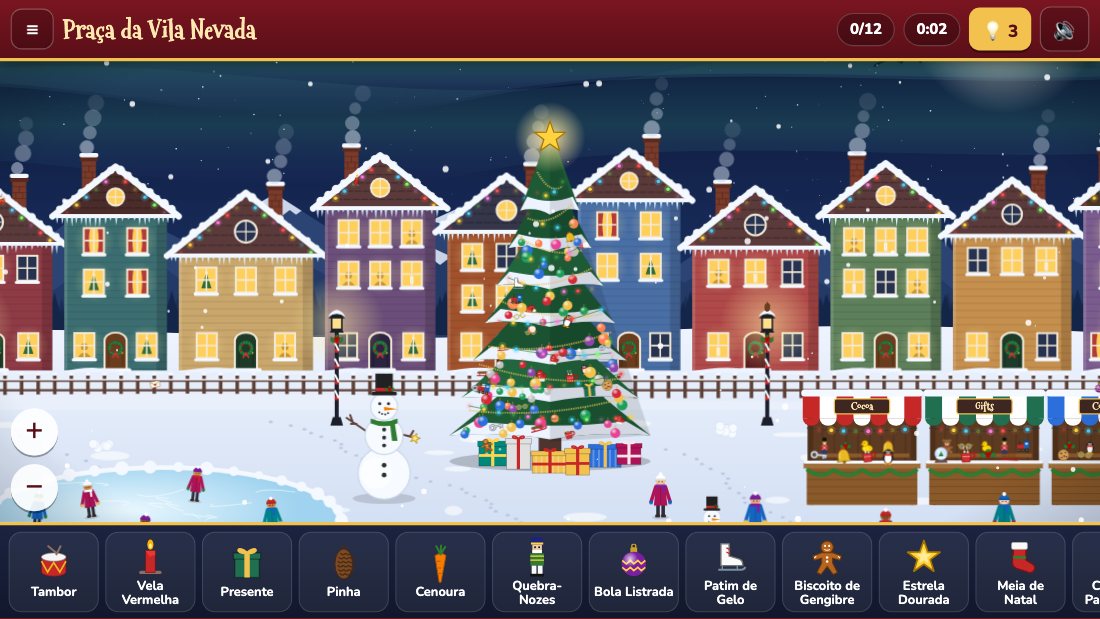 Praça da Vila Nevada
0/12
0:02
3
Cocoa
Gifts
Tambor
Vela
Vermelha
Presente
Pinha
Cenoura
Quebra-
Nozes
Bola Listrada
Patim de
Gelo
Biscoito de
Gengibre
Estrela
Dourada
Meia de
Natal